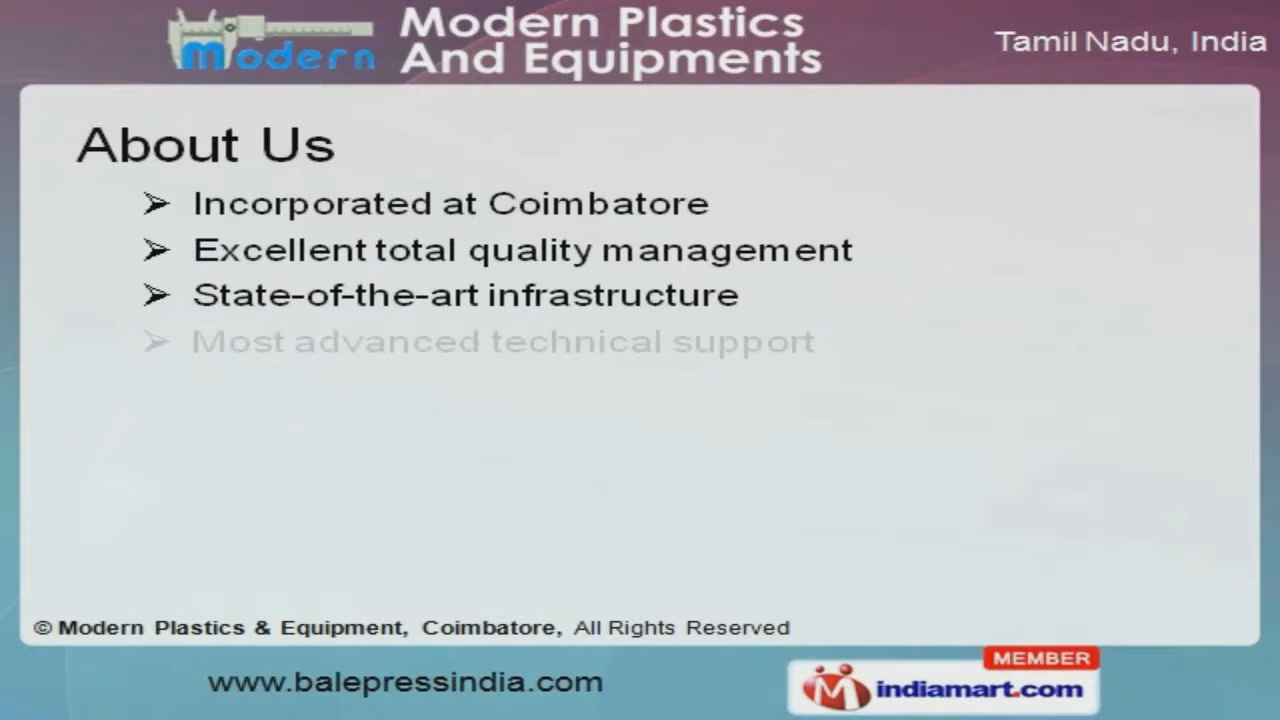 Modern
Modern Plastics
And Equipments
Tamil Nadu, India
About Us
➢ Incorporated at Coimbatore
➢ Excellent total quality management
➢ State-of-the-art infrastructure
➢ Most advanced technical support
© Modern Plastics & Equipment, Coimbatore, All Rights Reserved
www.balepressindia.com
MEMBER
indiamart.com